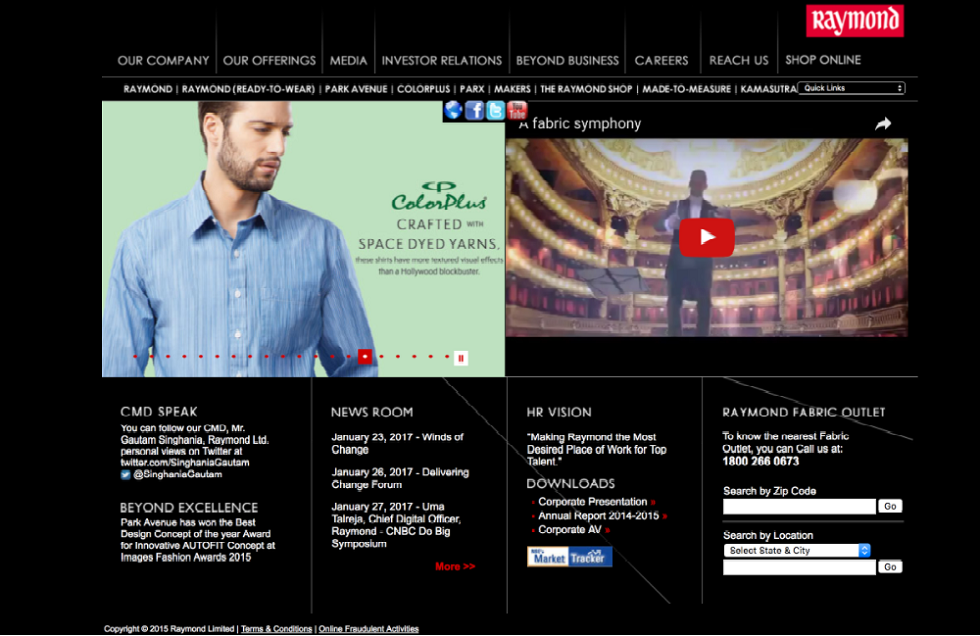 Raymond
OUR COMPANY OUR OFFERINGS MEDIA INVESTOR RELATIONS BEYOND BUSINESS CAREERS REACH US SHOP ONLINE
RAYMOND | RAYMOND (READY-TO-WEAR) | PARK AVENUE | COLORPLUS | PARX | MAKERS | THE RAYMOND SHOP | MADE-TO-MEASURE | KAMASUTRA Quick Links
You Tube
A fabric symphony
CP
ColorPlus
CRAFTED WITH
SPACE DYED YARNS,
these shirts have more textured visual effects
than a Hollywood blockbuster.
CMD SPEAK
You can follow our CMD, Mr.
Gautam Singhania, Raymond Ltd.
personal views on Twitter at
twitter.com/SinghaniaGautam
@SinghaniaGautam
BEYOND EXCELLENCE
Park Avenue has won the Best
Design Concept of the year Award
for Innovative AUTOFIT Concept at
Images Fashion Awards 2015
NEWS ROOM
January 23, 2017 - Winds of
Change
January 26, 2017 - Delivering
Change Forum
January 27, 2017 - Uma
Talreja, Chief Digital Officer,
Raymond - CNBC Do Big
Symposium
More >>
HR VISION
"Making Raymond the Most
Desired Place of Work for Top
Talent."
DOWNLOADS
Corporate Presentation »
Annual Report 2014-2015 »
Corporate AV »
Market Tracker
RAYMOND FABRIC OUTLET
To know the nearest Fabric
Outlet, you can Call us at:
1800 266 0673
Search by Zip Code
Go
Search by Location
Select State & City
Go
Copyright © 2015 Raymond Limited | Terms & Conditions | Online Fraudulent Activities